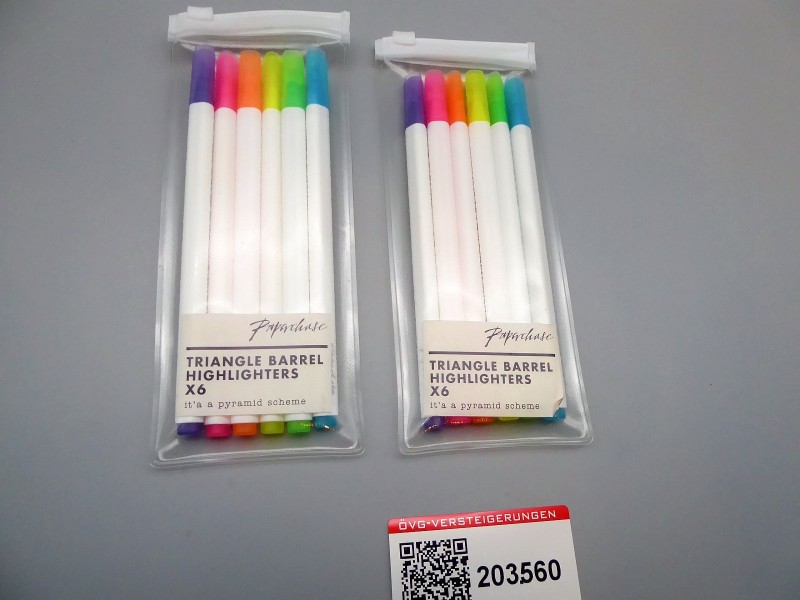 Paperchase
TRIANGLE BARREL
HIGHLIGHTERS
X6
it'a a pyramid scheme
Paperchase
TRIANGLE BARREL
HIGHLIGHTERS
X6
it'a a pyramid scheme
ÖVG-VERSTEIGERUNGEN
203560